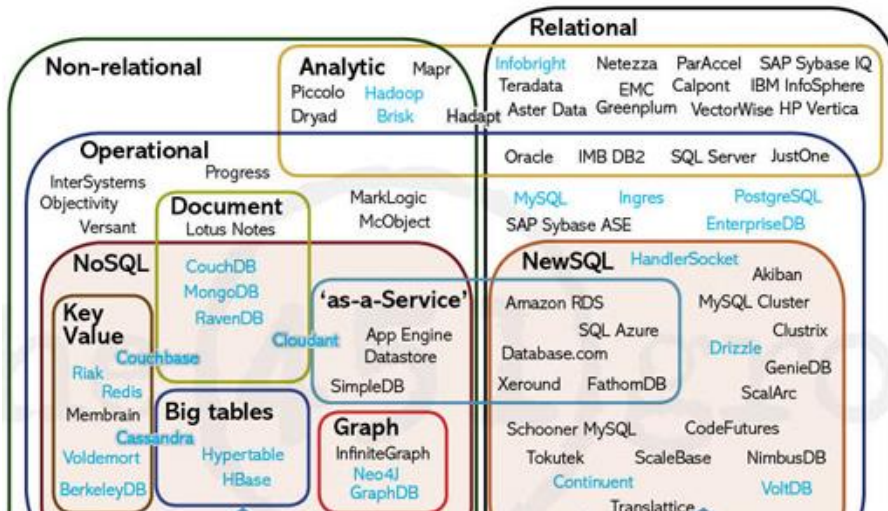 Relational
Non-relational
Analytic
Mapr
Piccolo
Hadoop
Dryad
Brisk
Hadapt
Infobright
Netezza
ParAccel
SAP Sybase IQ
Teradata
EMC
Calpont
IBM InfoSphere
Aster Data
Greenplum
VectorWise
HP Vertica
Operational
Oracle
IMB DB2
SQL Server
JustOne
InterSystems
Progress
Objectivity
Versant
Document
Lotus Notes
MarkLogic
McObject
MySQL
Ingres
PostgreSQL
SAP Sybase ASE
EnterpriseDB
NoSQL
CouchDB
MongoDB
RavenDB
Cloudant
Key
Value
Couchbase
Riak
Redis
Membrain
Cassandra
Voldemort
BerkeleyDB
Big tables
Hypertable
HBase
'as-a-Service'
App Engine
Datastore
SimpleDB
Graph
InfiniteGraph
Neo4J
GraphDB
NewSQL
HandlerSocket
Akiban
Amazon RDS
MySQL Cluster
SQL Azure
Clustrix
Database.com
Drizzle
GenieDB
Xeround
FathomDB
ScalArc
Schooner MySQL
CodeFutures
Tokutek
ScaleBase
NimbusDB
Continuent
VoltDB
Translattice